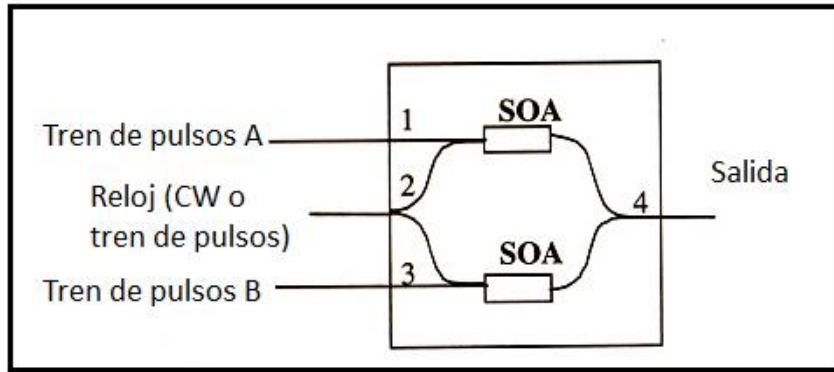 Tren de pulsos A
1
SOA
Reloj (CW o
tren de pulsos)
2
Salida
4
Tren de pulsos B
3
SOA